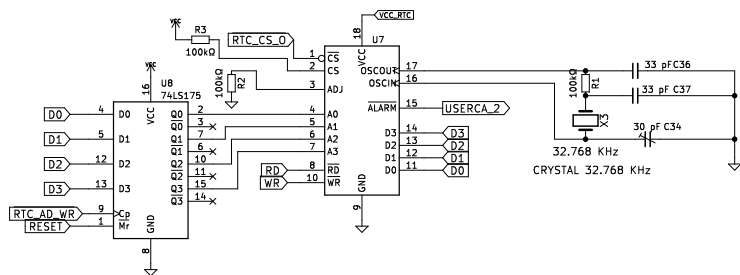 VCC
R3
100kΩ
RTC_CS_0
VCC_RTC
18
U7
VCC
1 CS
2 CS
3 ADJ
R2
100kΩ
4 A0
5 A1
6 A2
7 A3
RD 8 RD
WR 10 WR
GND
9
OSCOUT 17
OSCIN 16
ALARM 15 USERCA_2
D3 14 D3
D2 13 D2
D1 12 D1
D0 11 D0
R1
100kΩ
33 pF C36
33 pF C37
X3
30 pF C34
32.768 KHz
CRYSTAL 32.768 KHz
VCC
16
U8
74LS175
VCC
D0 4 D0
D1 5 D1
D2 12 D2
D3 13 D3
RTC_AD_WR 9 Cp
RESET 1 Mr
Q0 2
Q0 3
Q1 7
Q1 6
Q2 10
Q2 11
Q3 15
Q3 14
GND
8